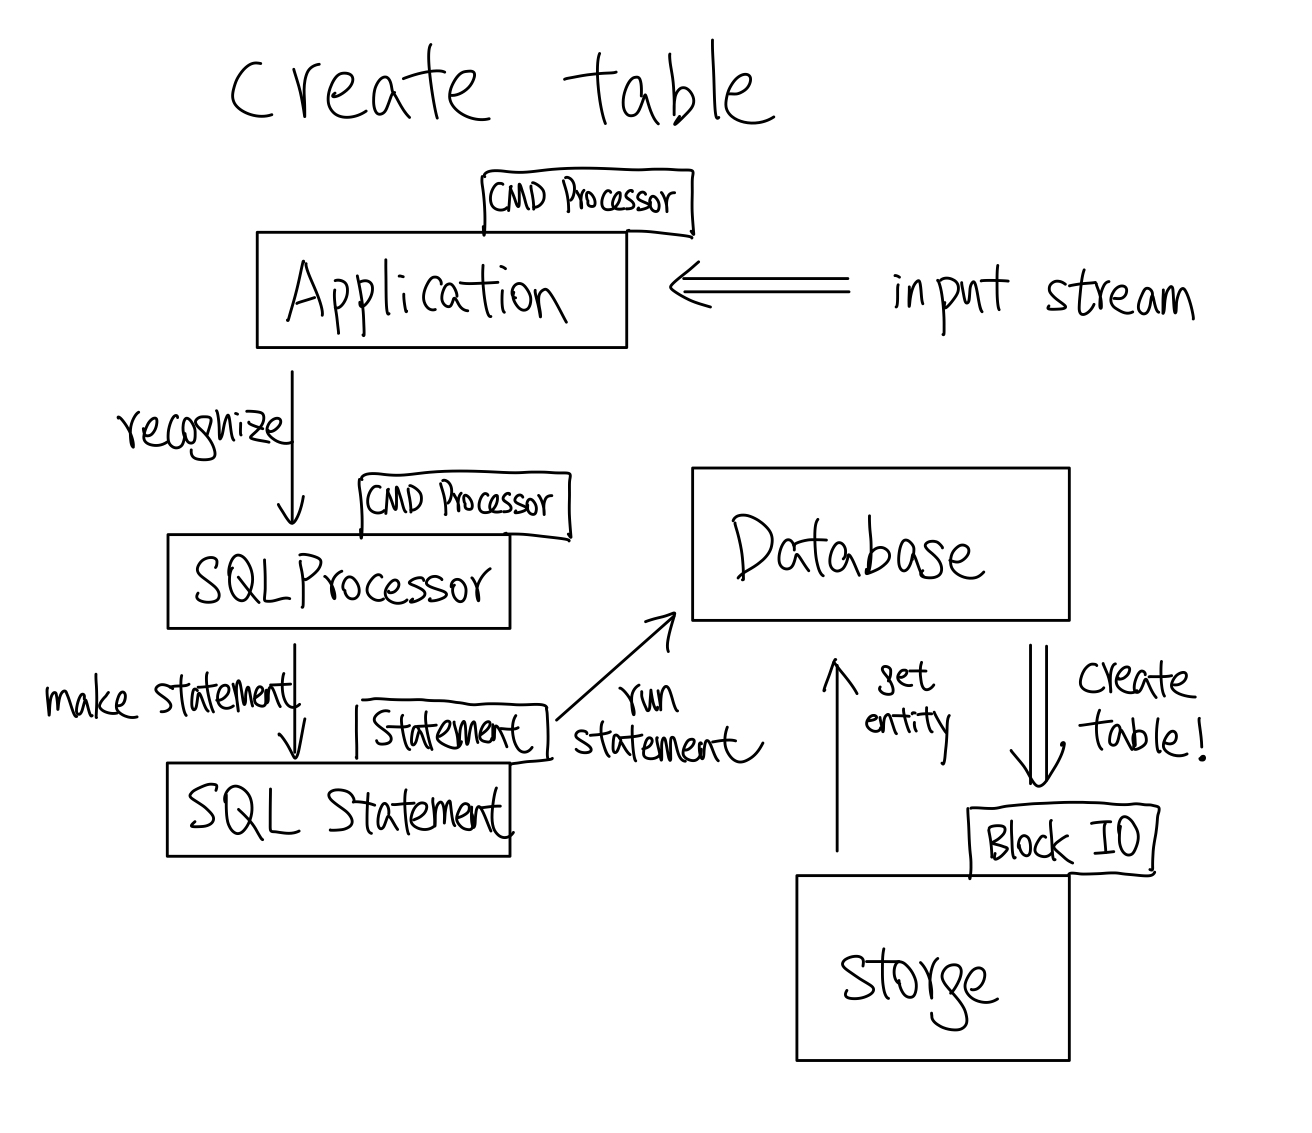 create table
CMD Processor
Application
input stream
recognize
CMD Processor
SQLProcessor
Database
make statement
Statement
SQL Statement
run
statement
set
entity
create
table!
Block IO
storge